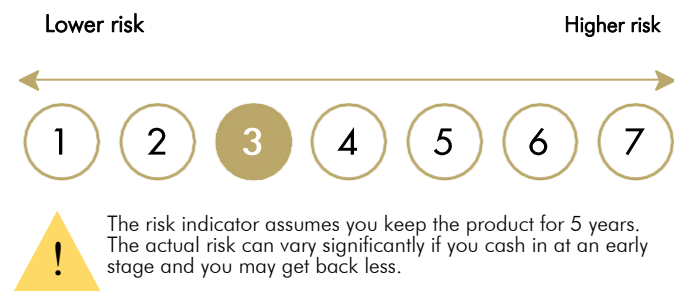 Lower risk Higher risk
1 2 3 4 5 6 7
! The risk indicator assumes you keep the product for 5 years.
The actual risk can vary significantly if you cash in at an early
stage and you may get back less.